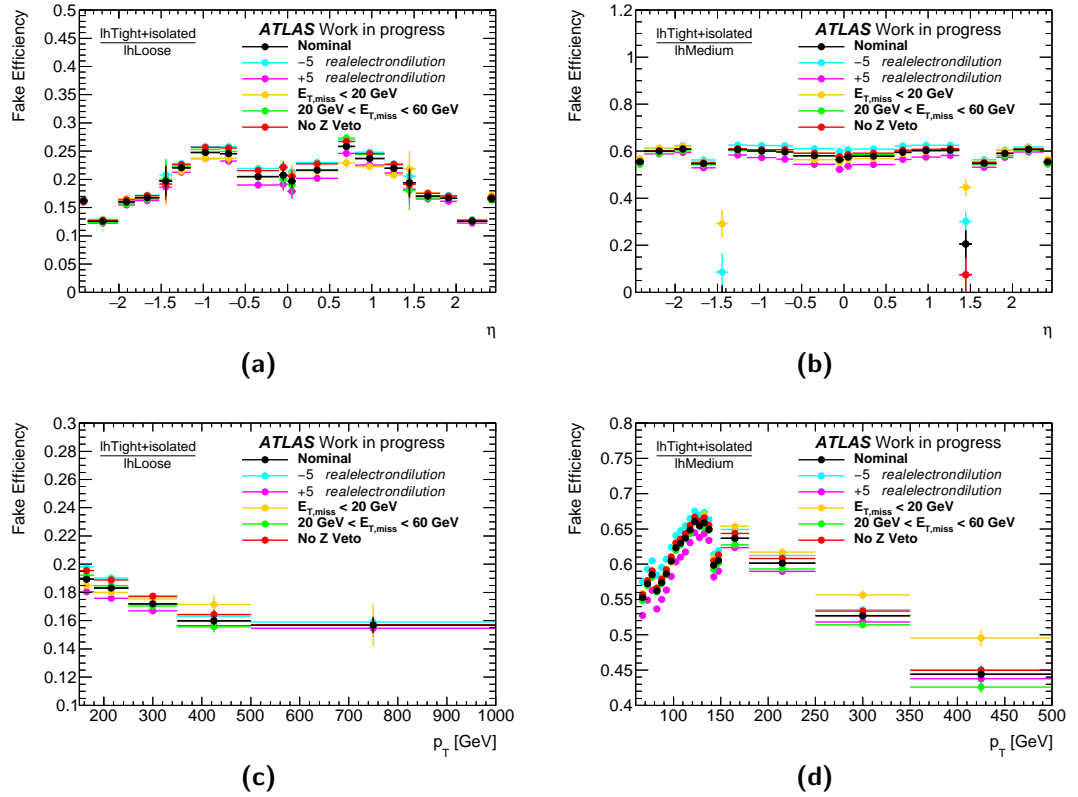 Fake Efficiency
0.5
0.45
0.4
0.35
0.3
0.25
0.2
0.15
0.1
0.05
0
−2 −1.5 −1 −0.5 0 0.5 1 1.5 2
η
lhTight+isolated
lhLoose
ATLAS Work in progress
Nominal
−5 realelectrondilution
+5 realelectrondilution
E_{T,miss} < 20 GeV
20 GeV < E_{T,miss} < 60 GeV
No Z Veto
(a)
Fake Efficiency
1.2
1
0.8
0.6
0.4
0.2
0
−2 −1.5 −1 −0.5 0 0.5 1 1.5 2
η
lhTight+isolated
lhMedium
ATLAS Work in progress
Nominal
−5 realelectrondilution
+5 realelectrondilution
E_{T,miss} < 20 GeV
20 GeV < E_{T,miss} < 60 GeV
No Z Veto
(b)
Fake Efficiency
0.3
0.28
0.26
0.24
0.22
0.2
0.18
0.16
0.14
0.12
0.1
200 300 400 500 600 700 800 900 1000
p_T [GeV]
lhTight+isolated
lhLoose
ATLAS Work in progress
Nominal
−5 realelectrondilution
+5 realelectrondilution
E_{T,miss} < 20 GeV
20 GeV < E_{T,miss} < 60 GeV
No Z Veto
(c)
Fake Efficiency
0.8
0.75
0.7
0.65
0.6
0.55
0.5
0.45
0.4
100 150 200 250 300 350 400 450 500
p_T [GeV]
lhTight+isolated
lhMedium
ATLAS Work in progress
Nominal
−5 realelectrondilution
+5 realelectrondilution
E_{T,miss} < 20 GeV
20 GeV < E_{T,miss} < 60 GeV
No Z Veto
(d)